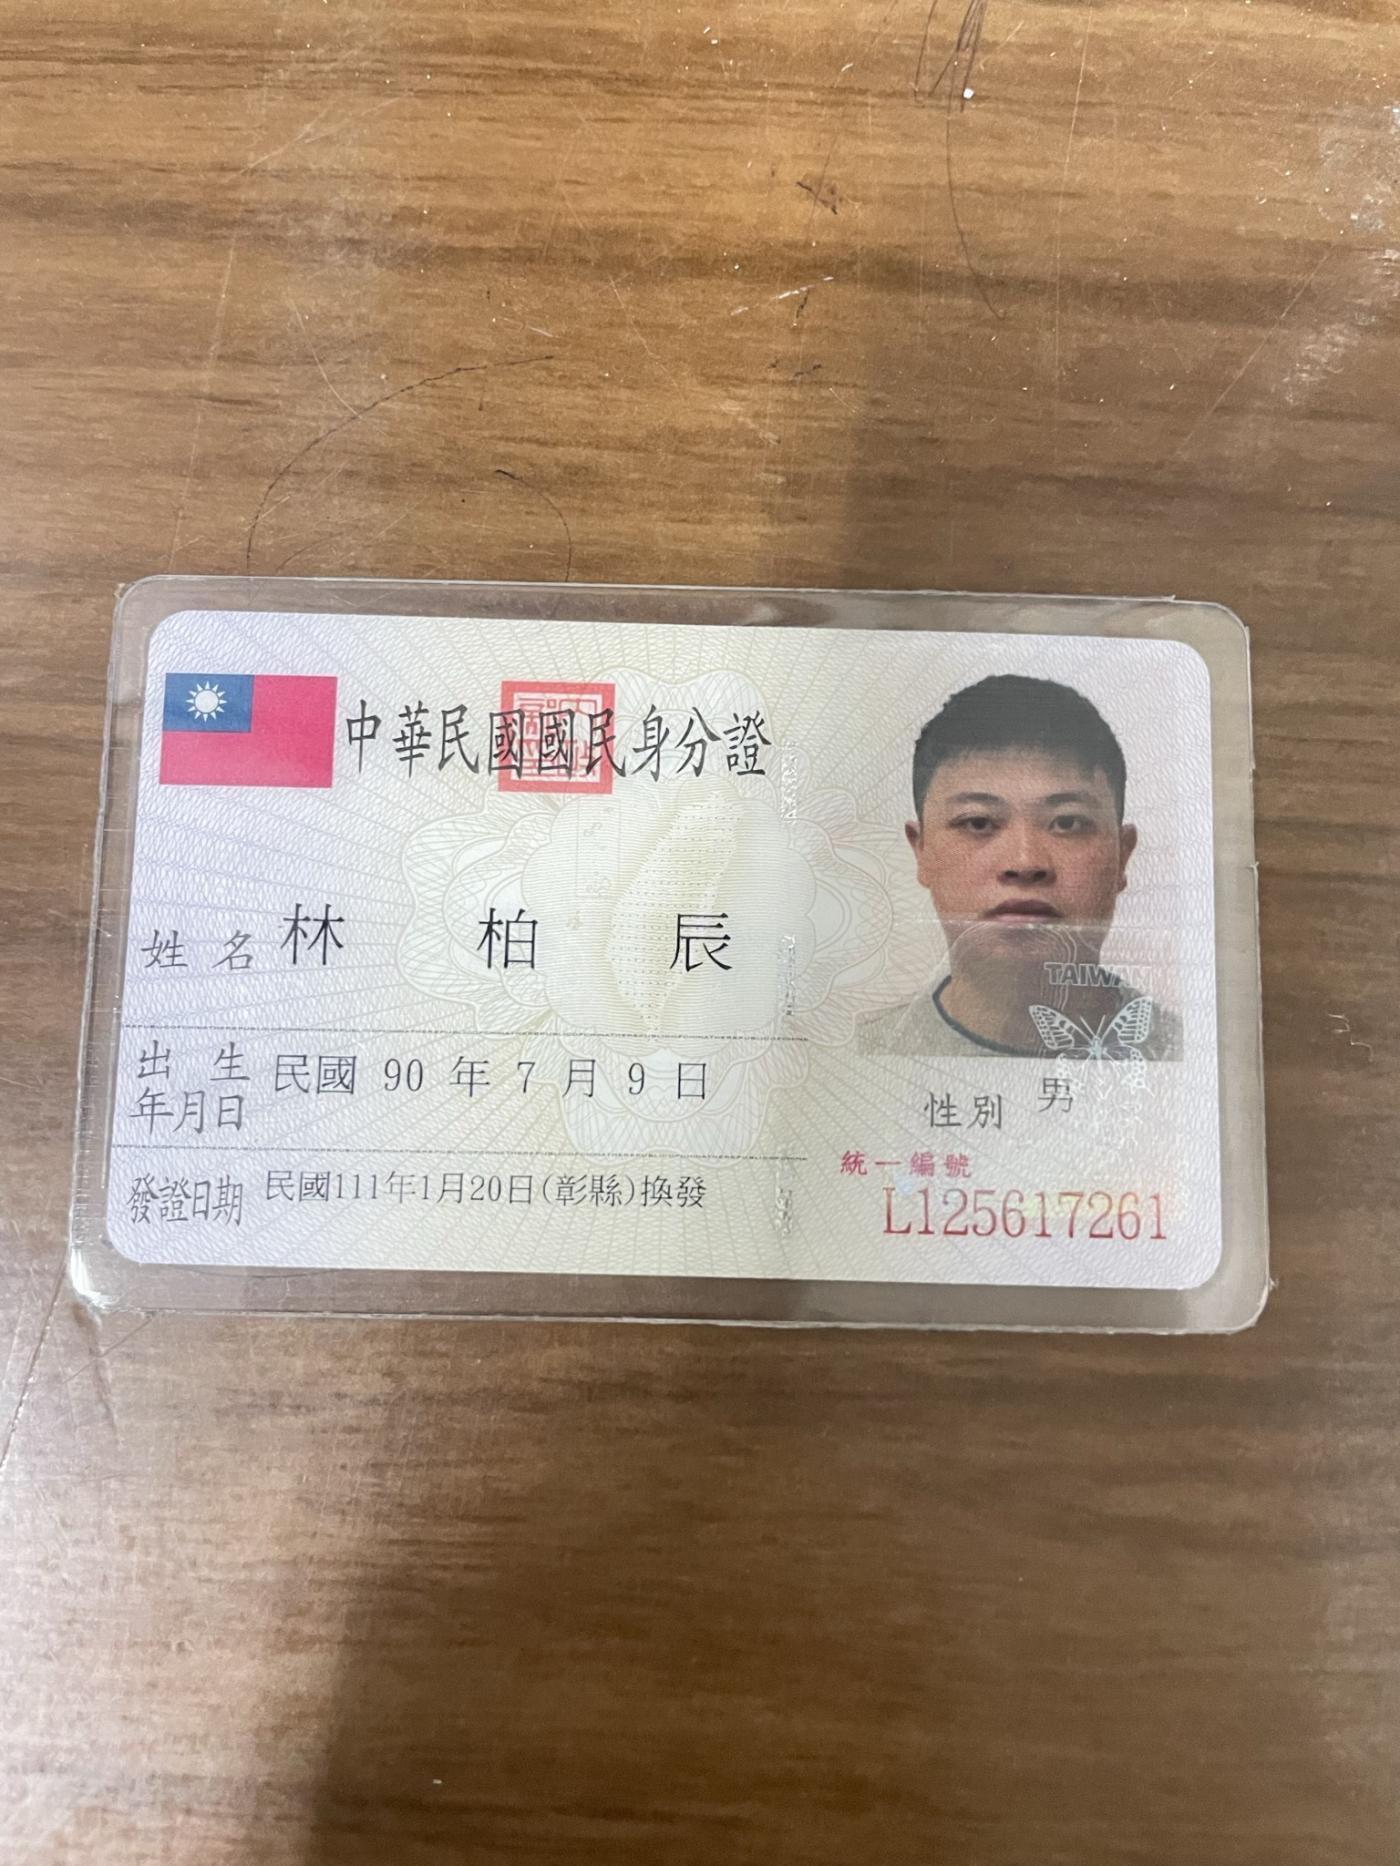 中華民國國民身分證
姓名 林 柏 辰
出生年月日 民國 90 年 7 月 9 日
性別 男
發證日期 民國111年1月20日(彰縣)換發
統一編號
L125617261
TAIWAN